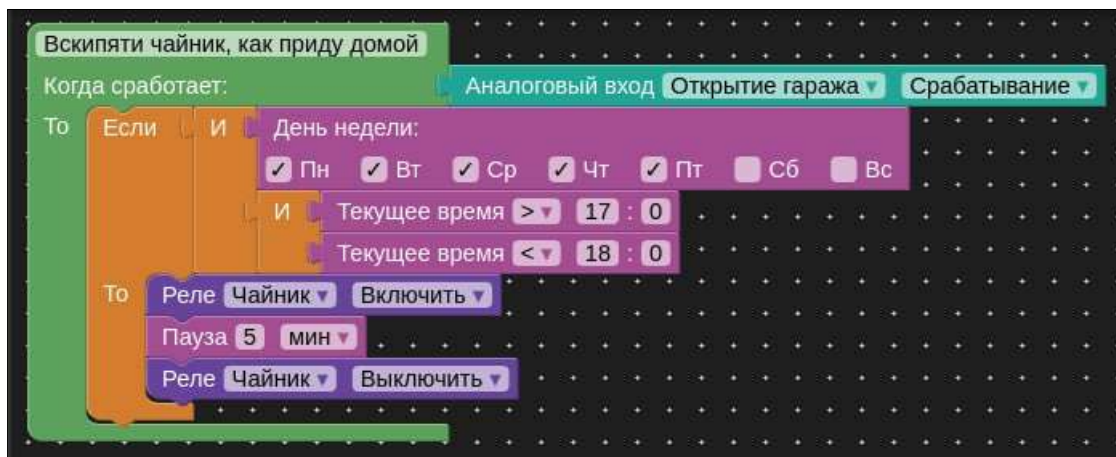 Вскипяти чайник, как приду домой
Когда сработает: Аналоговый вход Открытие гаража Срабатывание
То Если И День недели:
Пн Вт Ср Чт Пт Сб Вс
И Текущее время > 17 : 0
Текущее время < 18 : 0
То Реле Чайник Включить
Пауза 5 мин
Реле Чайник Выключить